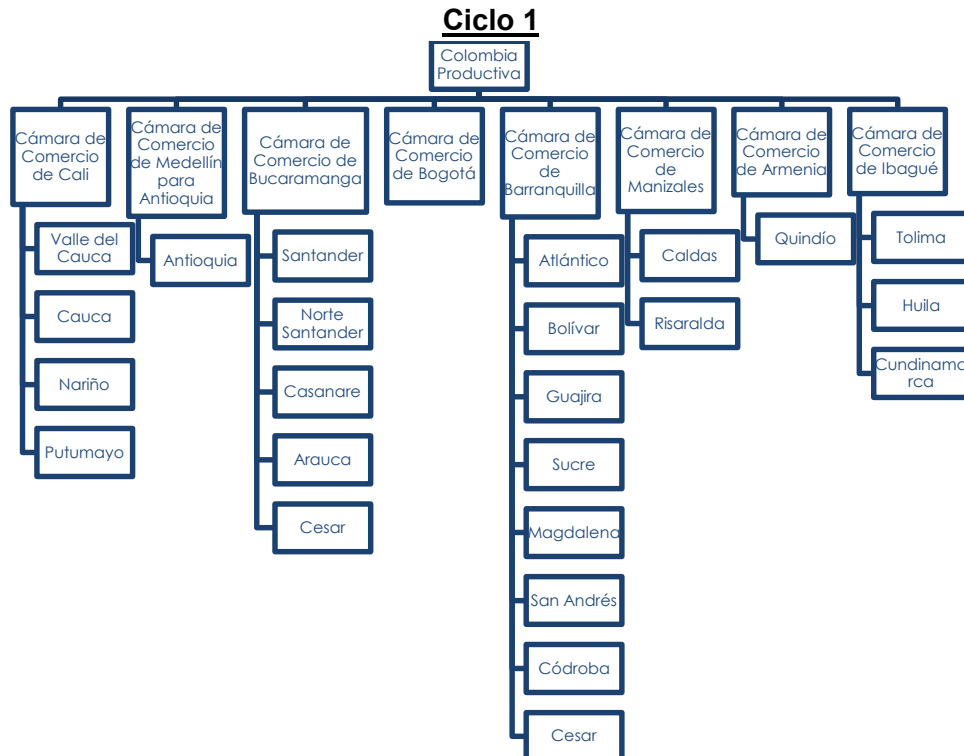 Ciclo 1
Colombia
Productiva
Cámara de
Comercio
de Cali
Valle del
Cauca
Cauca
Nariño
Putumayo
Cámara de
Comercio
de Medellín
para
Antioquia
Antioquia
Cámara de
Comercio de
Bucaramanga
Santander
Norte
Santander
Casanare
Arauca
Cesar
Cámara de
Comercio
de Bogotá
Cámara de
Comercio
de
Barranquilla
Atlántico
Bolívar
Guajira
Sucre
Magdalena
San Andrés
Códroba
Cesar
Cámara de
Comercio
de
Manizales
Caldas
Risaralda
Cámara de
Comercio
de Armenia
Quindío
Cámara de
Comercio
de Ibagué
Tolima
Huila
Cundinama
rca